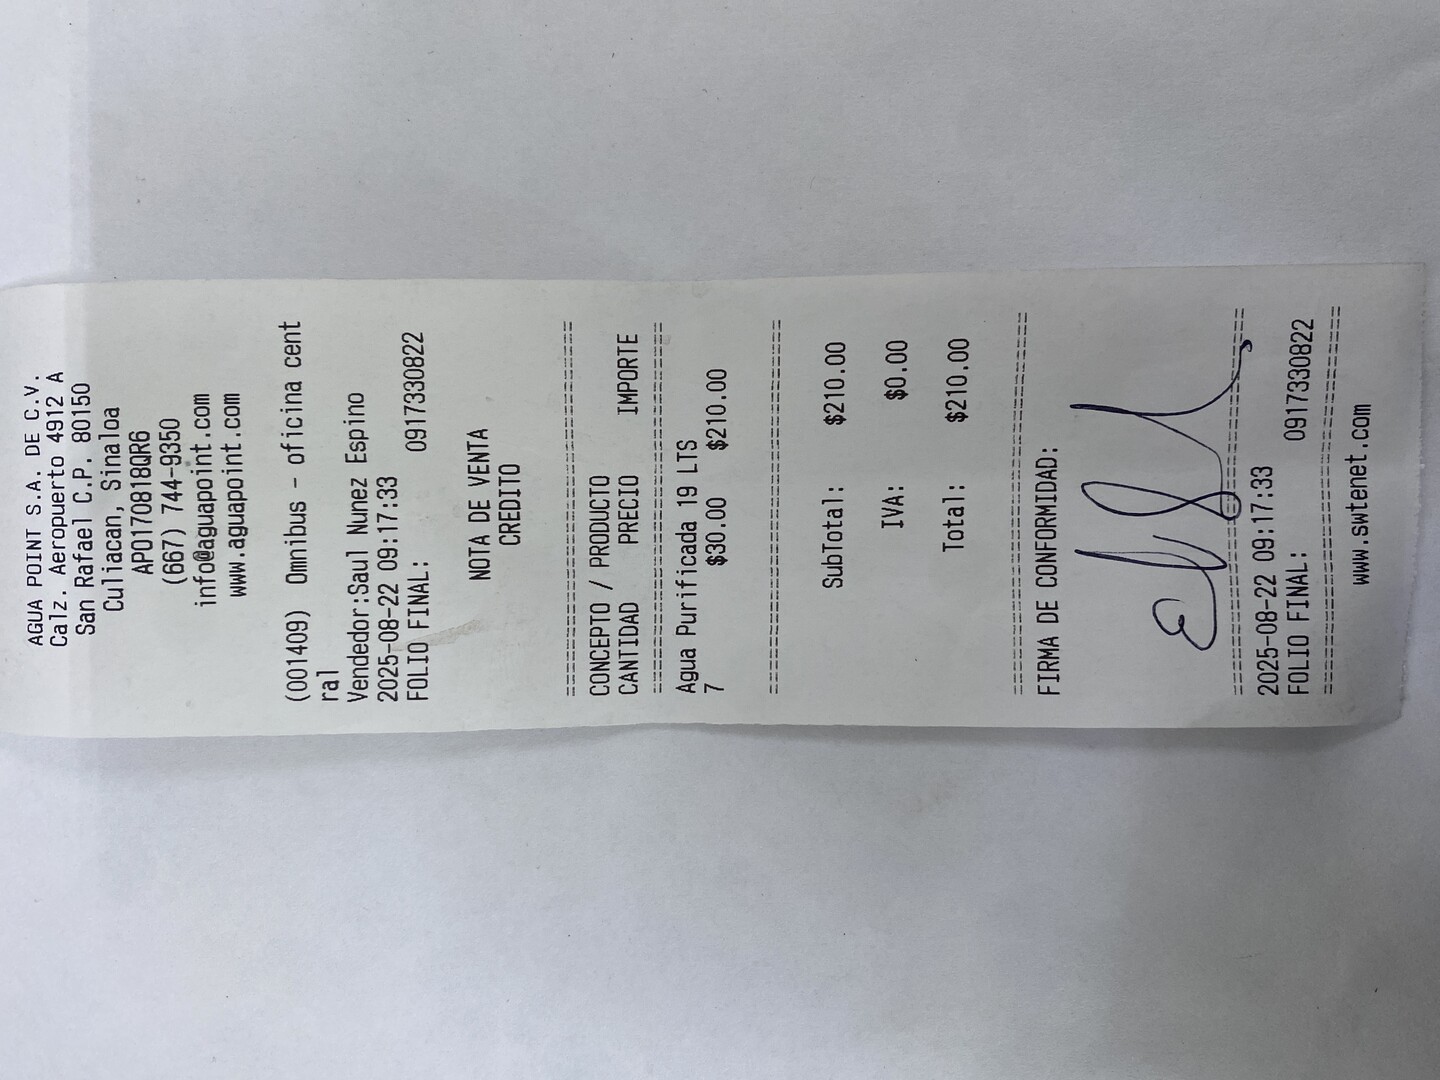 AGUA POINT S.A. DE C.V.
Calz. Aeropuerto 4912 A
San Rafael C.P. 80150
Culiacan, Sinaloa
APO170818QR6
(667) 744-9350
info@aguapoint.com
www.aguapoint.com
(001409) Omnibus - oficina cent
ral
Vendedor:Saul Nunez Espino
2025-08-22 09:17:33
FOLIO FINAL: 0917330822
NOTA DE VENTA
CREDITO
================================
CONCEPTO / PRODUCTO
CANTIDAD PRECIO IMPORTE
================================
Agua Purificada 19 LTS
7 $30.00 $210.00
================================
SubTotal: $210.00
IVA: $0.00
Total: $210.00
================================
FIRMA DE CONFORMIDAD:
================================
2025-08-22 09:17:33
FOLIO FINAL: 0917330822
================================
www.swtenet.com